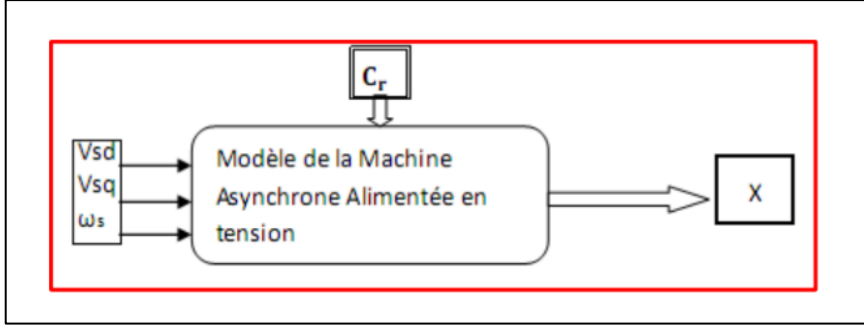 Cr
Vsd
Vsq
ωs
Modèle de la Machine
Asynchrone Alimentée en
tension
X